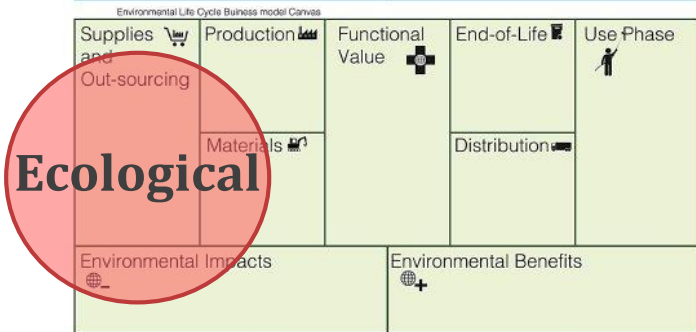 Environmental Life Cycle Buiness model Canvas
Supplies
and
Out-sourcing
Production
Functional
Value
End-of-Life
Use Phase
Ecological
Materials
Distribution
Environmental Impacts
Environmental Benefits